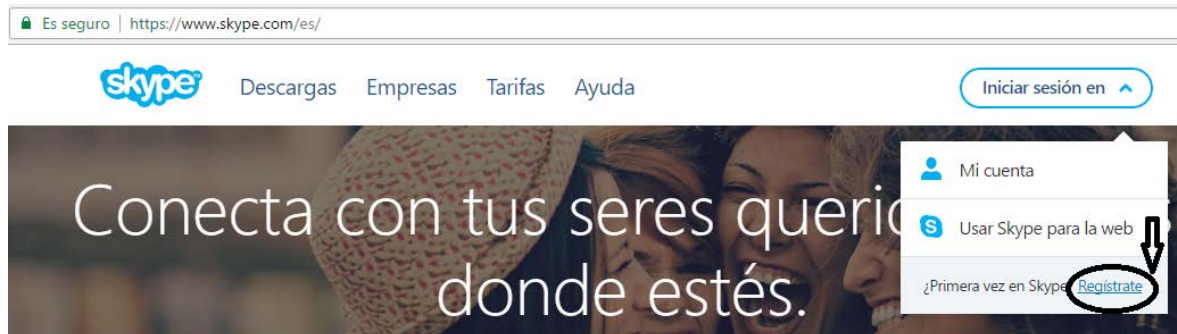 Es seguro | https://www.skype.com/es/
skype Descargas Empresas Tarifas Ayuda Iniciar sesión en
Mi cuenta
Usar Skype para la web
¿Primera vez en Skype Regístrate
Conecta con tus seres
donde estés.